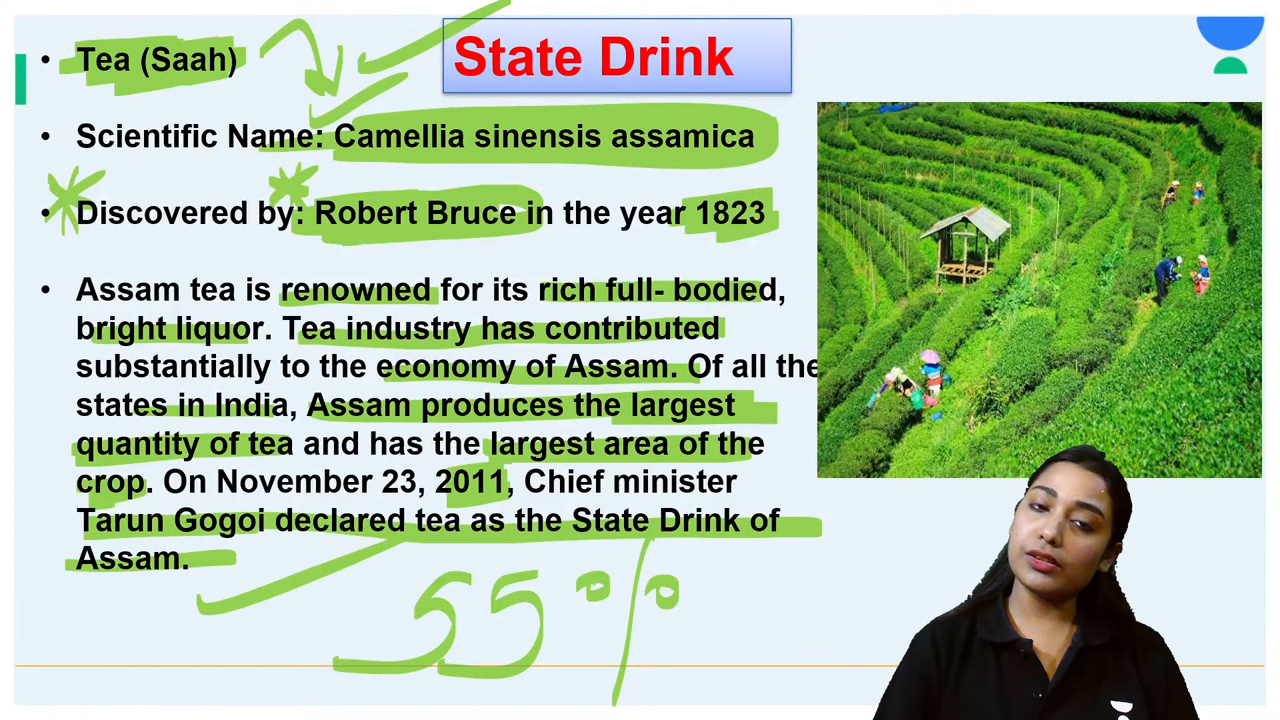 State Drink
• Tea (Saah)
• Scientific Name: Camellia sinensis assamica
• Discovered by: Robert Bruce in the year 1823
• Assam tea is renowned for its rich full- bodied,
bright liquor. Tea industry has contributed
substantially to the economy of Assam. Of all the
states in India, Assam produces the largest
quantity of tea and has the largest area of the
crop. On November 23, 2011, Chief minister
Tarun Gogoi declared tea as the State Drink of
Assam.
55%